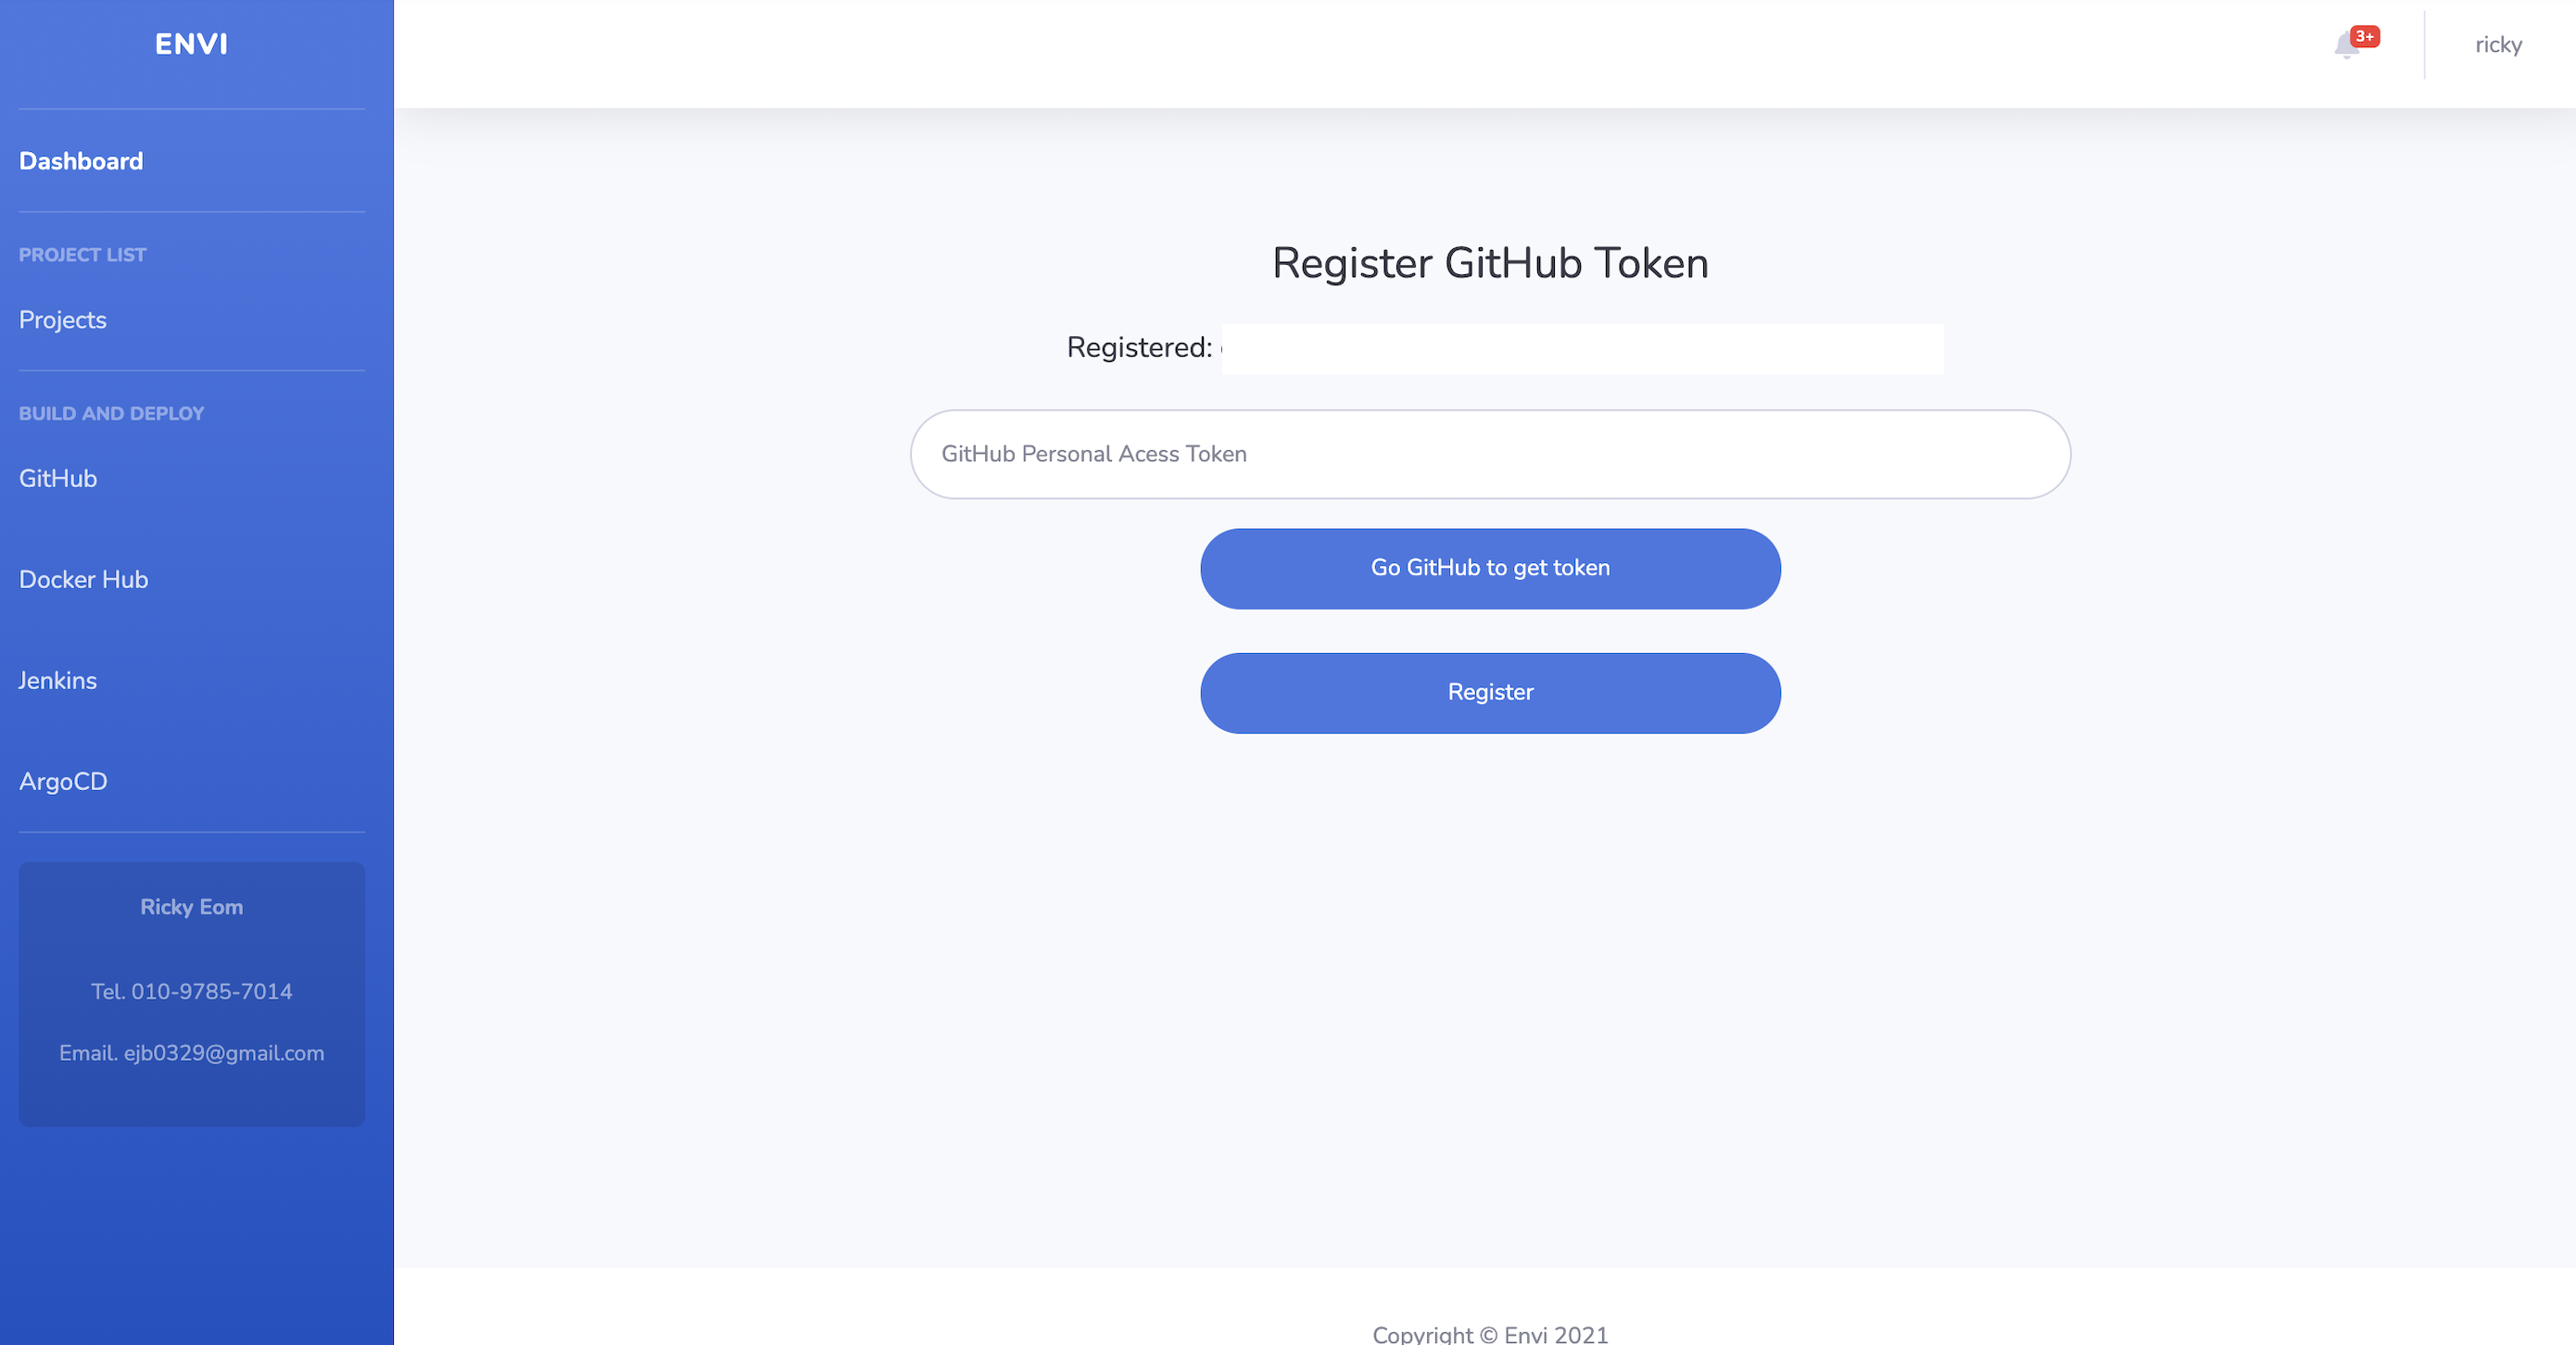 ENVI
3+
ricky
Dashboard
PROJECT LIST
Projects
BUILD AND DEPLOY
GitHub
Docker Hub
Jenkins
ArgoCD
Ricky Eom
Tel. 010-9785-7014
Email. ejb0329@gmail.com
Register GitHub Token
Registered:
GitHub Personal Acess Token
Go GitHub to get token
Register
Copyright © Envi 2021